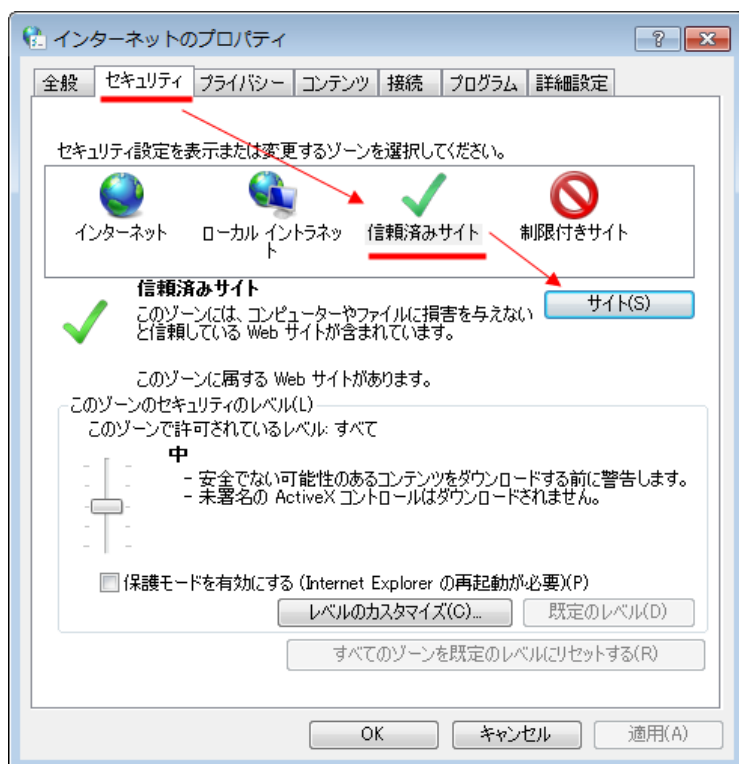 インターネットのプロパティ
全般 セキュリティ プライバシー コンテンツ 接続 プログラム 詳細設定
セキュリティ設定を表示または変更するゾーンを選択してください。
インターネット ローカル イントラネット 信頼済みサイト 制限付きサイト
信頼済みサイト
サイト(S)
このゾーンには、コンピューターやファイルに損害を与えない
と信頼している Web サイトが含まれています。
このゾーンに属する Web サイトがあります。
このゾーンのセキュリティのレベル(L)
このゾーンで許可されているレベル: すべて
中
- 安全でない可能性のあるコンテンツをダウンロードする前に警告します。
- 未署名の ActiveX コントロールはダウンロードされません。
保護モードを有効にする (Internet Explorer の再起動が必要)(P)
レベルのカスタマイズ(C)... 既定のレベル(D)
すべてのゾーンを既定のレベルにリセットする(R)
OK キャンセル 適用(A)